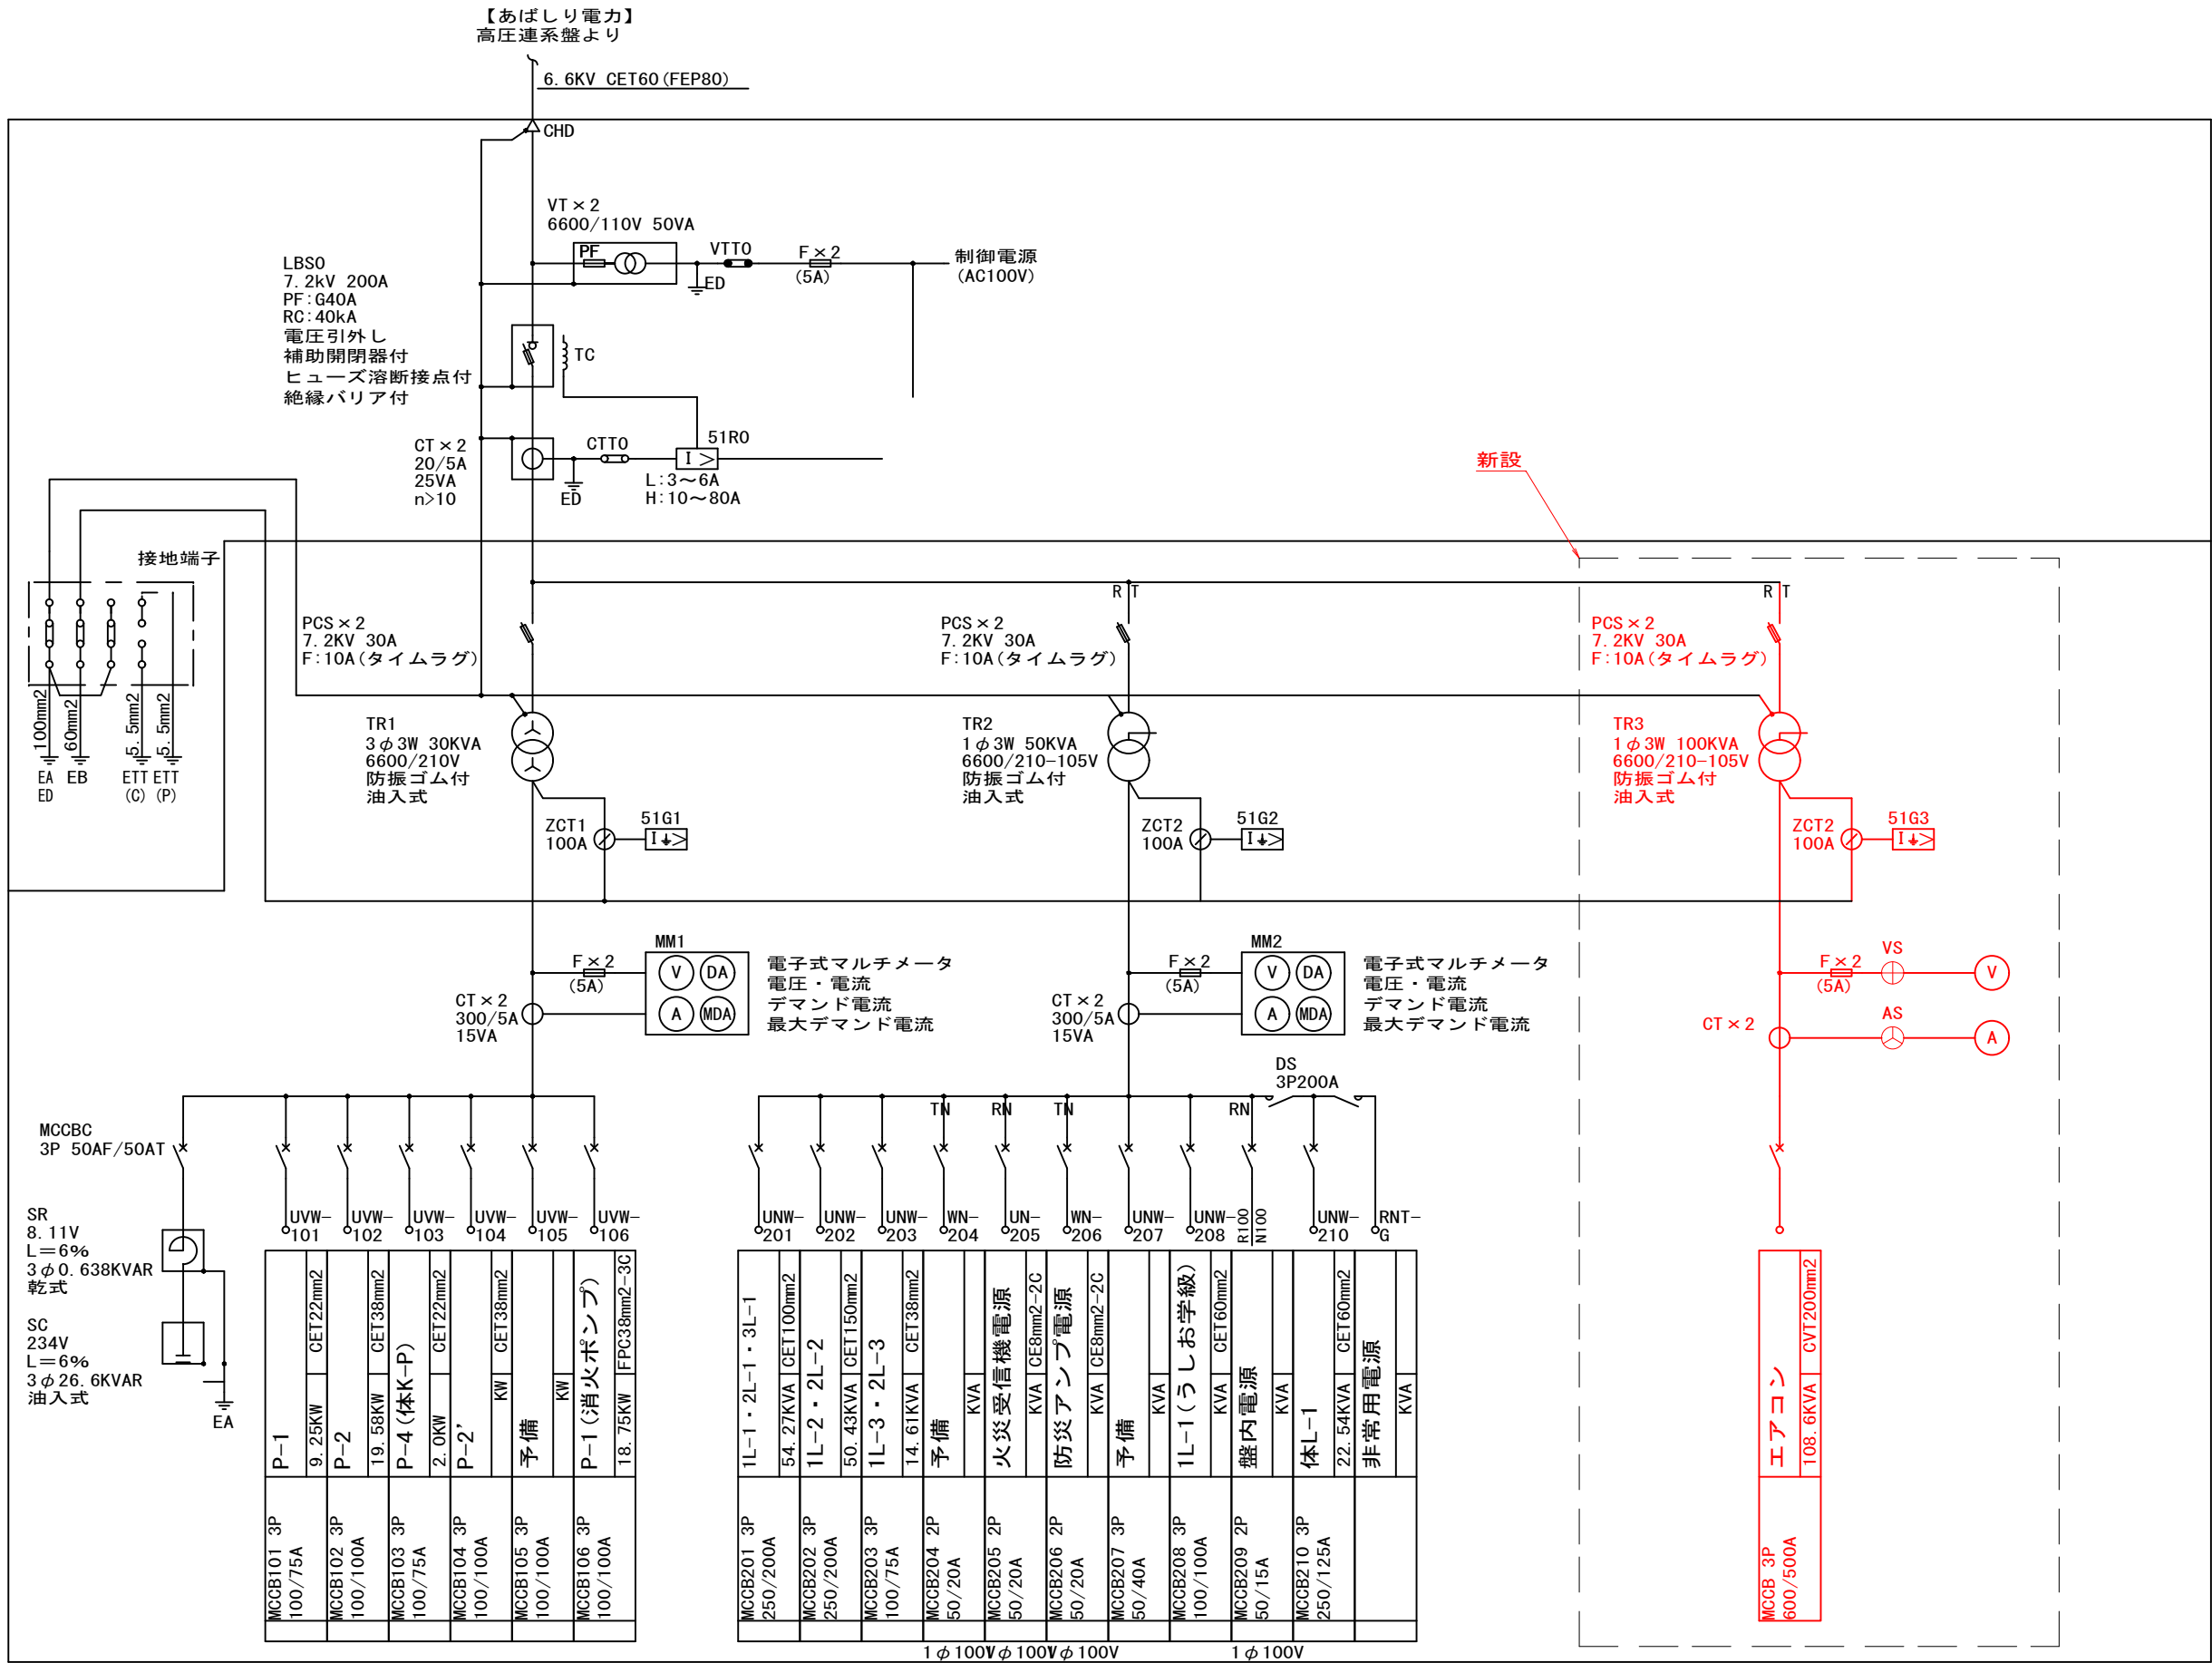 【あばしり電力】
高圧連系盤より
6.6KV CET60(FEP80)
CHD
VT×2
6600/110V 50VA
PF
VTT0
F×2
(5A)
ED
制御電源
(AC100V)
LBS0
7.2kV 200A
PF:G40A
RC:40kA
電圧引外し
補助開閉器付
ヒューズ溶断接点付
絶縁バリア付
TC
CT×2
20/5A
25VA
n>10
CTT0
51R0
I >
ED
L:3~6A
H:10~80A
新設
接地端子
100mm2
60mm2
5.5mm2
5.5mm2
EA
ED
EB
ETT
(C)
ETT
(P)
PCS×2
7.2KV 30A
F:10A(タイムラグ)
R T
PCS×2
7.2KV 30A
F:10A(タイムラグ)
R T
PCS×2
7.2KV 30A
F:10A(タイムラグ)
TR1
3φ3W 30KVA
6600/210V
防振ゴム付
油入式
TR2
1φ3W 50KVA
6600/210-105V
防振ゴム付
油入式
TR3
1φ3W 100KVA
6600/210-105V
防振ゴム付
油入式
ZCT1
100A
51G1
I >
ZCT2
100A
51G2
I >
ZCT2
100A
51G3
I >
F×2
(5A)
MM1
V DA
A MDA
電子式マルチメータ
電圧・電流
デマンド電流
最大デマンド電流
CT×2
300/5A
15VA
F×2
(5A)
MM2
V DA
A MDA
電子式マルチメータ
電圧・電流
デマンド電流
最大デマンド電流
CT×2
300/5A
15VA
F×2
(5A)
VS
V
CT×2
AS
A
DS
3P200A
MCCBC
3P 50AF/50AT
SR
8.11V
L=6%
3φ0.638KVAR
乾式
SC
234V
L=6%
3φ26.6KVAR
油入式
EA
UVW-
101
UVW-
102
UVW-
103
UVW-
104
UVW-
105
UVW-
106
TN
RN
TN
RN
UNW-
201
UNW-
202
UNW-
203
WN-
204
UN-
205
WN-
206
UNW-
207
UNW-
208
R100
N100
UNW-
210
RNT-
G
P-1
9.25KW CET22mm2
MCCB101 3P
100/75A
P-2
19.58KW CET38mm2
MCCB102 3P
100/100A
P-4(体K-P)
2.0KW CET22mm2
MCCB103 3P
100/75A
P-2'
KW CET38mm2
MCCB104 3P
100/100A
予備
KW
MCCB105 3P
100/100A
P-1(消火ポンプ)
18.75KW FPC38mm2-3C
MCCB106 3P
100/100A
1L-1・2L-1・3L-1
54.27KVA CET100mm2
MCCB201 3P
250/200A
1L-2・2L-2
50.43KVA CET150mm2
MCCB202 3P
250/200A
1L-3・2L-3
14.61KVA CET38mm2
MCCB203 3P
100/75A
予備
KVA
MCCB204 2P
50/20A
火災受信機電源
KVA CE8mm2-2C
MCCB205 2P
50/20A
防災アンプ電源
KVA CE8mm2-2C
MCCB206 2P
50/20A
予備
KVA
MCCB207 3P
50/40A
1L-1(うしお学級)
KVA CET60mm2
MCCB208 3P
100/100A
盤内電源
KVA
MCCB209 2P
50/15A
体L-1
22.54KVA CET60mm2
MCCB210 3P
250/125A
非常用電源
KVA
エアコン
108.6KVA CVT200mm2
MCCB 3P
600/500A
1φ100V
1φ100V
1φ100V
1φ100V